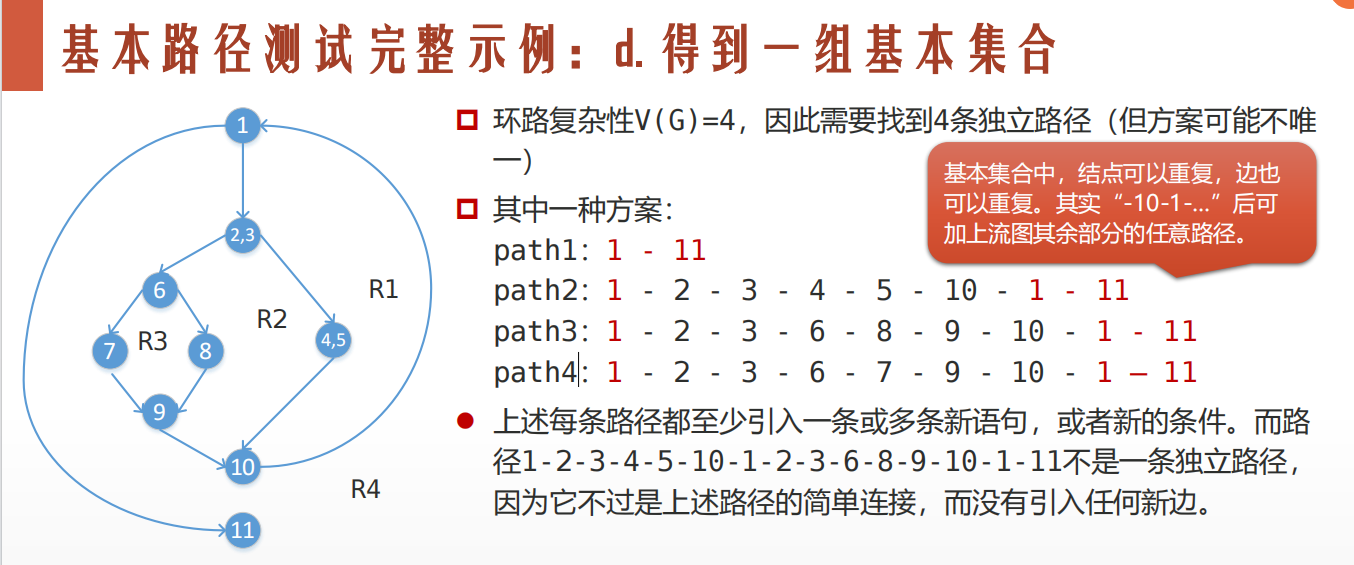 基本路径测试完整示例：d.得到一组基本集合
环路复杂性V(G)=4，因此需要找到4条独立路径（但方案可能不唯
一）
基本集合中，结点可以重复，边也
可以重复。其实“-10-1-…”后可
加上流图其余部分的任意路径。
其中一种方案：
path1：1 - 11
path2：1 - 2 - 3 - 4 - 5 - 10 - 1 - 11
path3：1 - 2 - 3 - 6 - 8 - 9 - 10 - 1 - 11
path4：1 - 2 - 3 - 6 - 7 - 9 - 10 - 1 – 11
上述每条路径都至少引入一条或多条新语句，或者新的条件。而路
径1-2-3-4-5-10-1-2-3-6-8-9-10-1-11不是一条独立路径，
因为它不过是上述路径的简单连接，而没有引入任何新边。
1
2,3
6
R1
R2
R3
7
8
4,5
9
10
R4
11